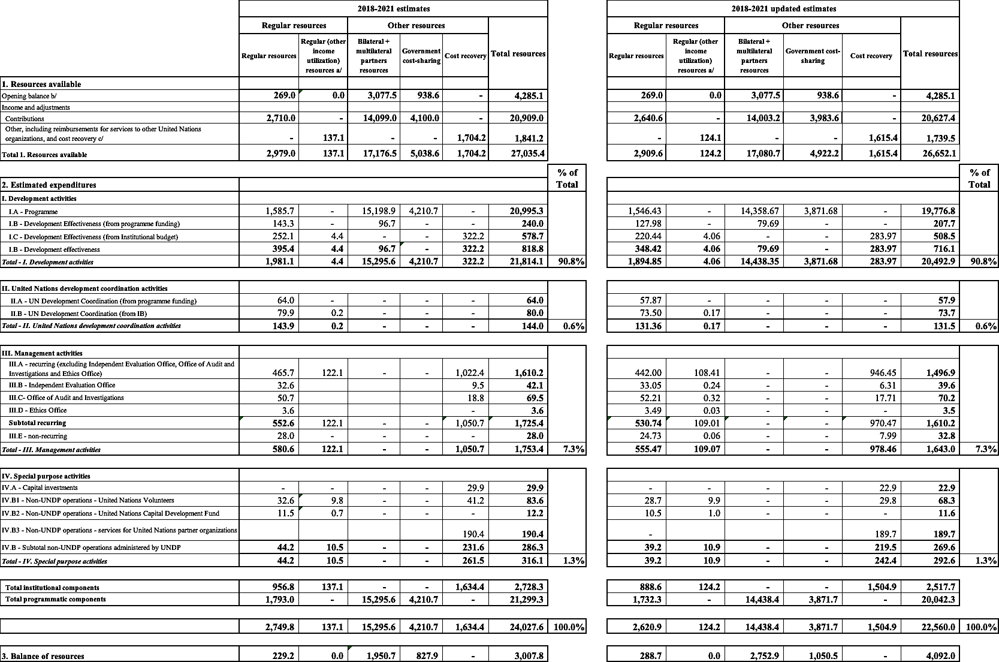 2018-2021 estimates 2018-2021 updated estimates
Regular resources Other resources Regular resources Other resources
Regular resources Regular (other income utilization) resources a/ Bilateral + multilateral partners resources Government cost-sharing Cost recovery Total resources Regular resources Regular (other income utilization) resources a/ Bilateral + multilateral partners resources Government cost-sharing Cost recovery Total resources
1. Resources available
Opening balance b/ 269.0 0.0 3,077.5 938.6 - 4,285.1 269.0 0.0 3,077.5 938.6 - 4,285.1
Income and adjustments
Contributions 2,710.0 - 14,099.0 4,100.0 - 20,909.0 2,640.6 - 14,003.2 3,983.6 - 20,627.4
Other, including reimbursements for services to other United Nations
organizations, and cost recovery c/ - 137.1 - - 1,704.2 1,841.2 - 124.1 - - 1,615.4 1,739.5
Total 1. Resources available 2,979.0 137.1 17,176.5 5,038.6 1,704.2 27,035.4 2,909.6 124.2 17,080.7 4,922.2 1,615.4 26,652.1
2. Estimated expenditures % of Total % of Total
I. Development activities
I.A - Programme 1,585.7 - 15,198.9 4,210.7 - 20,995.3 1,546.43 - 14,358.67 3,871.68 - 19,776.8
I.B - Development Effectiveness (from programme funding) 143.3 - 96.7 - - 240.0 127.98 - 79.69 - - 207.7
I.C - Development Effectiveness (from Institutional budget) 252.1 4.4 - - 322.2 578.7 220.44 4.06 - - 283.97 508.5
I.B - Development effectiveness 395.4 4.4 96.7 - 322.2 818.8 348.42 4.06 79.69 - 283.97 716.1
Total - I. Development activities 1,981.1 4.4 15,295.6 4,210.7 322.2 21,814.1 90.8% 1,894.85 4.06 14,438.35 3,871.68 283.97 20,492.9 90.8%
II. United Nations development coordination activities
II.A - UN Development Coordination (from programme funding) 64.0 - - - - 64.0 57.87 - - - - 57.9
II.B - UN Development Coordination (from IB) 79.9 0.2 - - - 80.0 73.50 0.17 - - - 73.7
Total - II. United Nations development coordination activities 143.9 0.2 - - - 144.0 0.6% 131.36 0.17 - - - 131.5 0.6%
III. Management activities
III.A - recurring (excluding Independent Evaluation Office, Office of Audit and
Investigations and Ethics Office) 465.7 122.1 - - 1,022.4 1,610.2 442.00 108.41 - - 946.45 1,496.9
III.B - Independent Evaluation Office 32.6 9.5 42.1 33.05 0.24 - - 6.31 39.6
III.C- Office of Audit and Investigations 50.7 18.8 69.5 52.21 0.32 - - 17.71 70.2
III.D - Ethics Office 3.6 - 3.6 3.49 0.03 - - - 3.5
Subtotal recurring 552.6 122.1 - - 1,050.7 1,725.4 530.74 109.01 - - 970.47 1,610.2
III.E - non-recurring 28.0 - - - - 28.0 24.73 0.06 - - 7.99 32.8
Total - III. Management activities 580.6 122.1 - - 1,050.7 1,753.4 7.3% 555.47 109.07 - - 978.46 1,643.0 7.3%
IV. Special purpose activities
IV.A - Capital investments - - - - 29.9 29.9 - - - - 22.9 22.9
IV.B1 - Non-UNDP operations - United Nations Volunteers 32.6 9.8 - - 41.2 83.6 28.7 9.9 - - 29.8 68.3
IV.B2 - Non-UNDP operations - United Nations Capital Development Fund 11.5 0.7 - - - 12.2 10.5 1.0 - - - 11.6
IV.B3 - Non-UNDP operations - services for United Nations partner organizations 190.4 190.4 - 189.7 189.7
IV.B - Subtotal non-UNDP operations administered by UNDP 44.2 10.5 - - 231.6 286.3 39.2 10.9 - - 219.5 269.6
Total - IV. Special purpose activities 44.2 10.5 - - 261.5 316.1 1.3% 39.2 10.9 - - 242.4 292.6 1.3%
Total institutional components 956.8 137.1 - - 1,634.4 2,728.3 888.6 124.2 - - 1,504.9 2,517.7
Total programmatic components 1,793.0 - 15,295.6 4,210.7 - 21,299.3 1,732.3 - 14,438.4 3,871.7 - 20,042.3
2,749.8 137.1 15,295.6 4,210.7 1,634.4 24,027.6 100.0% 2,620.9 124.2 14,438.4 3,871.7 1,504.9 22,560.0 100.0%
3. Balance of resources 229.2 0.0 1,950.7 827.9 - 3,007.8 288.7 0.0 2,752.9 1,050.5 - 4,092.0